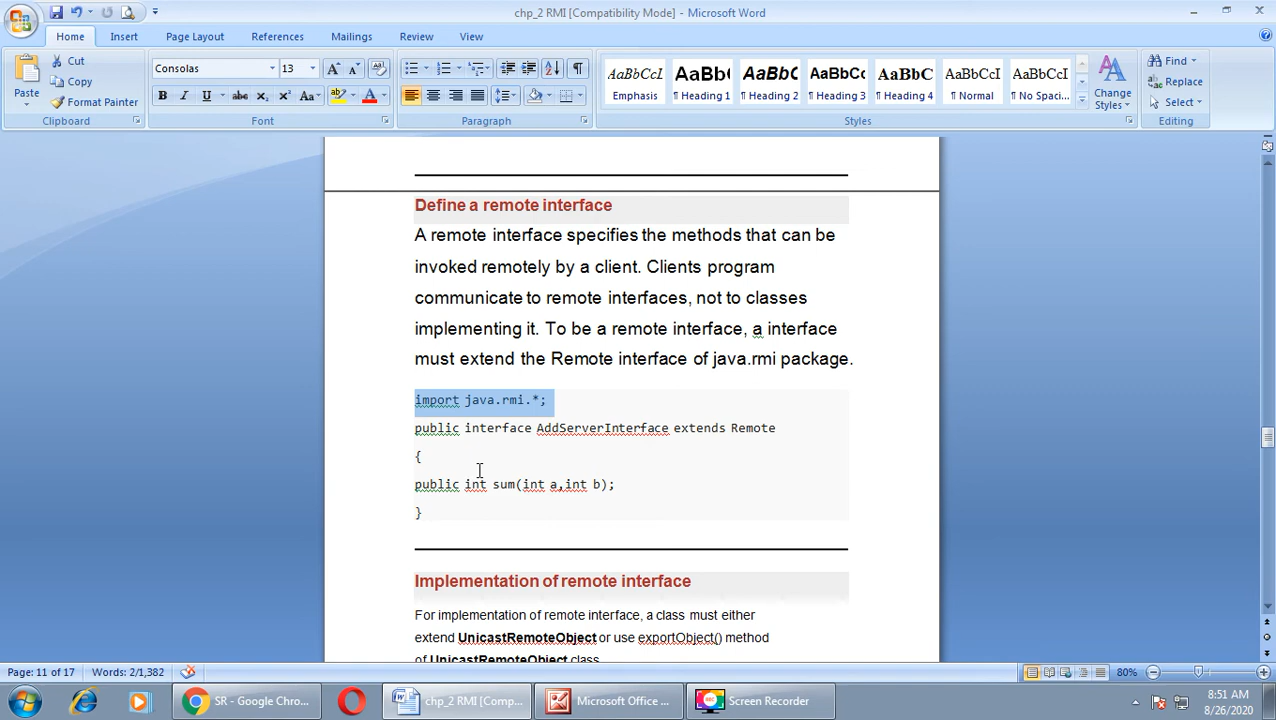 chp_2 RMI [Compatibility Mode] - Microsoft Word
Home Insert Page Layout References Mailings Review View
Paste
Cut
Copy
Format Painter
Clipboard
Consolas 13
Font
Paragraph
AaBbCcI AaBb( AaBbC AaBbCc AaBbCc AaBbCcI AaBbCcI
Emphasis ¶ Heading 1 ¶ Heading 2 ¶ Heading 3 ¶ Heading 4 ¶ Normal ¶ No Spaci...
Change Styles
Styles
Find
Replace
Select
Editing
Define a remote interface
A remote interface specifies the methods that can be
invoked remotely by a client. Clients program
communicate to remote interfaces, not to classes
implementing it. To be a remote interface, a interface
must extend the Remote interface of java.rmi package.
import java.rmi.*;
public interface AddServerInterface extends Remote
{
public int sum(int a,int b);
}
Implementation of remote interface
For implementation of remote interface, a class must either
extend UnicastRemoteObject or use exportObject() method
of UnicastRemoteObject class
Page: 11 of 17 Words: 2/1,382 80%
SR - Google Chro... chp_2 RMI [Comp... Microsoft Office ... Screen Recorder
8:51 AM
8/26/2020